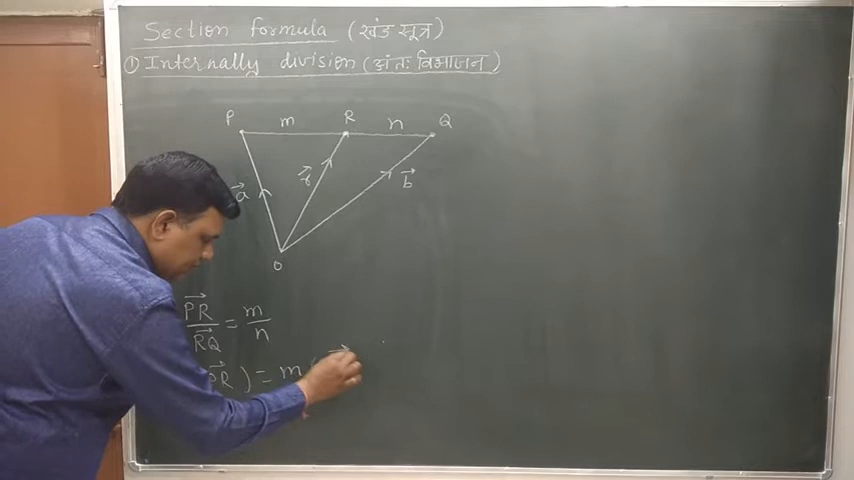 Section formula (खंड सूत्र)
① Internally division (अंतः विभाजन)
P m R n Q
a⃗ r⃗ b⃗
O
PR⃗ / RQ⃗ = m / n
PR⃗ ) = m (